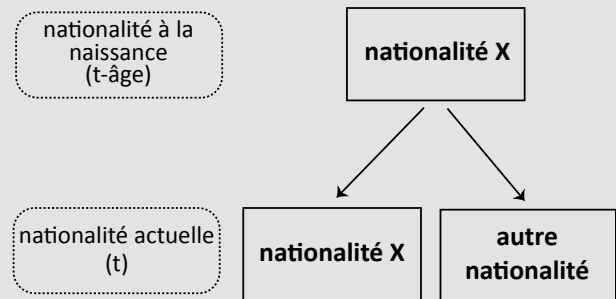 nationalité à la
naissance
(t-âge)
nationalité X
nationalité actuelle
(t)
nationalité X
autre
nationalité